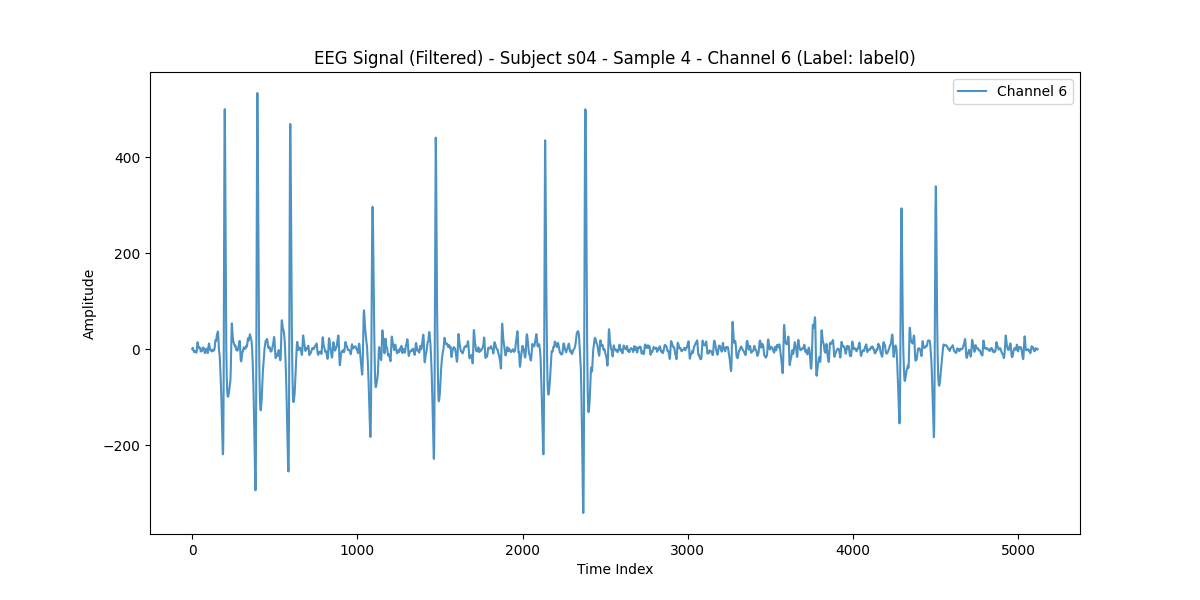 EEG Signal (Filtered) - Subject s04 - Sample 4 - Channel 6 (Label: label0)
Channel 6
400
200
0
−200
Amplitude
0 1000 2000 3000 4000 5000
Time Index